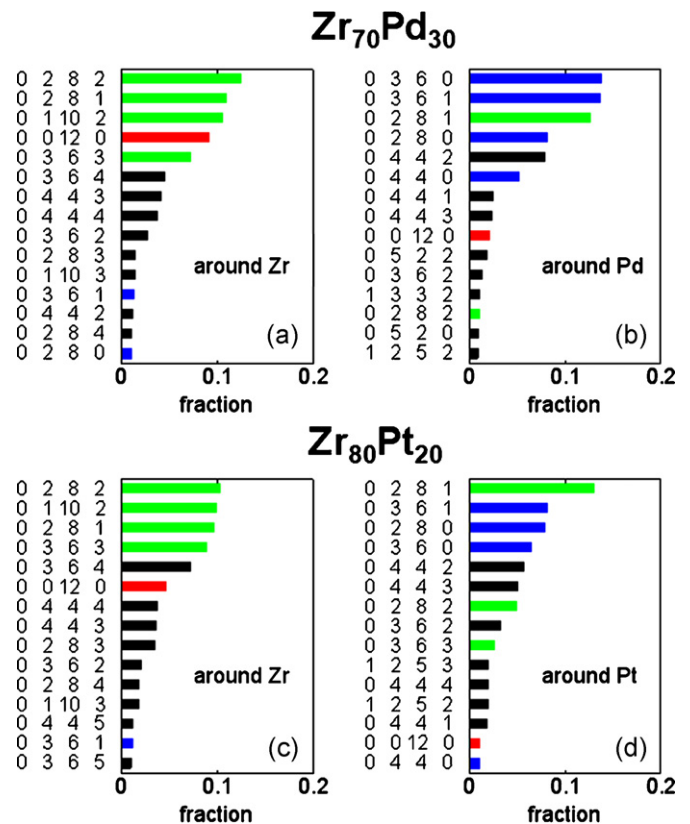 Zr70Pd30
0 2 8 2
0 2 8 1
0 1 10 2
0 0 12 0
0 3 6 3
0 3 6 4
0 4 4 3
0 4 4 4
0 3 6 2
0 2 8 3
0 1 10 3
0 3 6 1
0 4 4 2
0 2 8 4
0 2 8 0
around Zr
(a)
0 0.1 0.2
fraction
0 3 6 0
0 3 6 1
0 2 8 1
0 2 8 0
0 4 4 2
0 4 4 0
0 4 4 1
0 4 4 3
0 0 12 0
0 5 2 2
0 3 6 2
1 3 3 2
0 2 8 2
0 5 2 0
1 2 5 2
around Pd
(b)
0 0.1 0.2
fraction
Zr80Pt20
0 2 8 2
0 1 10 2
0 2 8 1
0 3 6 3
0 3 6 4
0 0 12 0
0 4 4 4
0 4 4 3
0 2 8 3
0 3 6 2
0 2 8 4
0 1 10 3
0 4 4 5
0 3 6 1
0 3 6 5
around Zr
(c)
0 0.1 0.2
fraction
0 2 8 1
0 3 6 1
0 2 8 0
0 3 6 0
0 4 4 2
0 4 4 3
0 2 8 2
0 3 6 2
0 3 6 3
1 2 5 3
0 4 4 4
1 2 5 2
0 4 4 1
0 0 12 0
0 4 4 0
around Pt
(d)
0 0.1 0.2
fraction